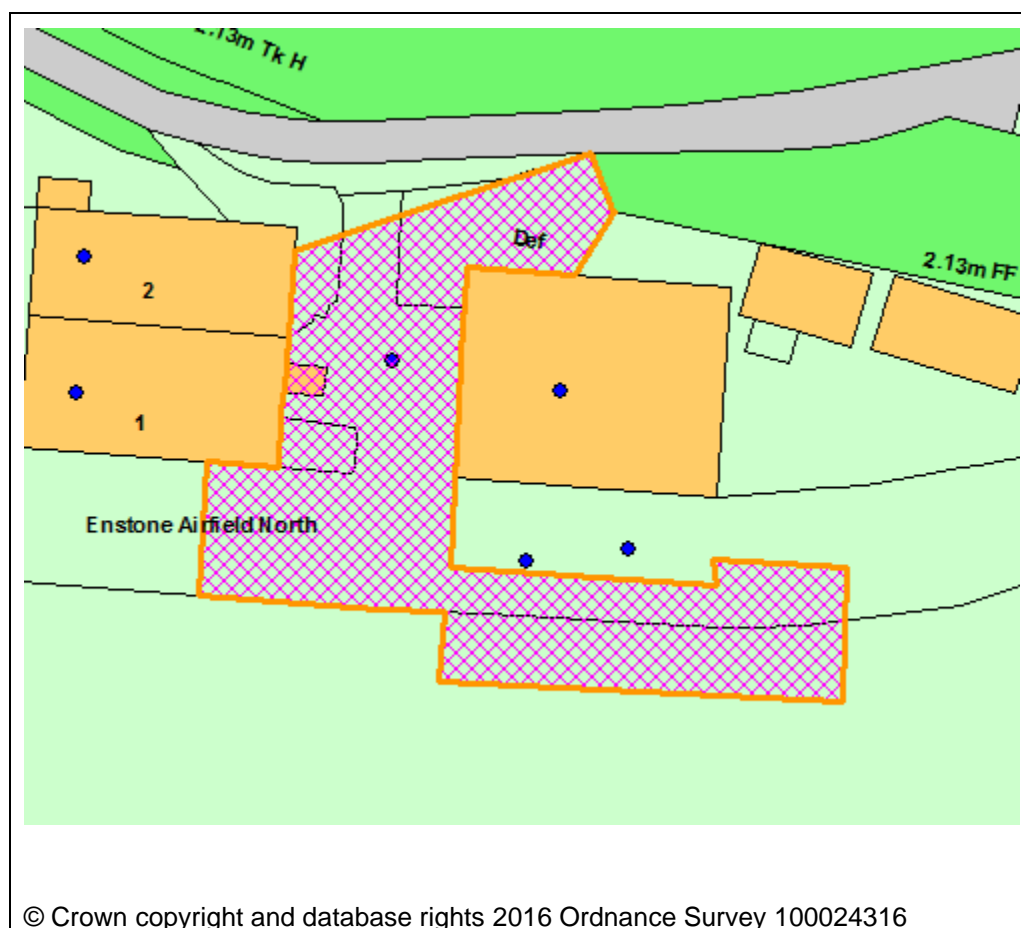 2.13m Tk H
Def
2.13m FF
2
1
Enstone Airfield North
© Crown copyright and database rights 2016 Ordnance Survey 100024316